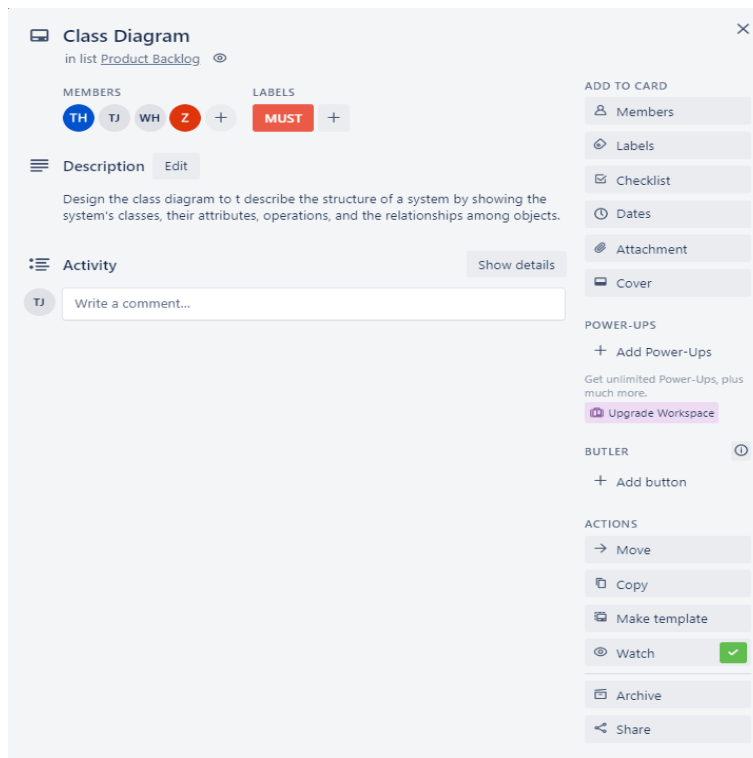 Class Diagram
in list Product Backlog
MEMBERS
LABELS
TH TJ WH Z +
MUST +
Description Edit
Design the class diagram to t describe the structure of a system by showing the
system's classes, their attributes, operations, and the relationships among objects.
Activity Show details
TJ Write a comment...
ADD TO CARD
Members
Labels
Checklist
Dates
Attachment
Cover
POWER-UPS
+ Add Power-Ups
Get unlimited Power-Ups, plus
much more.
Upgrade Workspace
BUTLER
+ Add button
ACTIONS
Move
Copy
Make template
Watch
Archive
Share